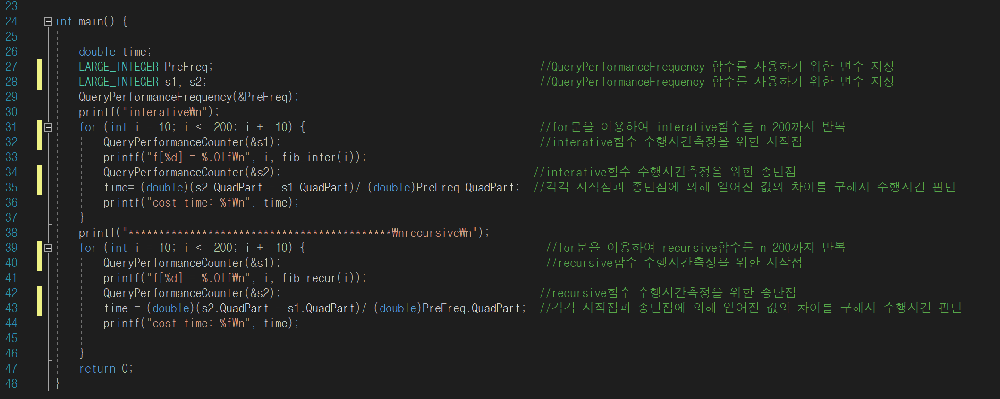 23
24 int main() {
25
26 double time;
27 LARGE_INTEGER PreFreq; //QueryPerformanceFrequency 함수를 사용하기 위한 변수 지정
28 LARGE_INTEGER s1, s2; //QueryPerformanceFrequency 함수를 사용하기 위한 변수 지정
29 QueryPerformanceFrequency(&PreFreq);
30 printf("interative₩n");
31 for (int i = 10; i <= 200; i += 10) { //for문을 이용하여 interative함수를 n=200까지 반복
32 QueryPerformanceCounter(&s1); //interative함수 수행시간측정을 위한 시작점
33 printf("f[%d] = %.0lf₩n", i, fib_inter(i));
34 QueryPerformanceCounter(&s2); //interative함수 수행시간측정을 위한 종단점
35 time= (double)(s2.QuadPart - s1.QuadPart)/ (double)PreFreq.QuadPart; //각각 시작점과 종단점에 의해 얻어진 값의 차이를 구해서 수행시간 판단
36 printf("cost time: %f₩n", time);
37 }
38 printf("*******************************************₩nrecursive₩n");
39 for (int i = 10; i <= 200; i += 10) { //for문을 이용하여 recursive함수를 n=200까지 반복
40 QueryPerformanceCounter(&s1); //recursive함수 수행시간측정을 위한 시작점
41 printf("f[%d] = %.0lf₩n", i, fib_recur(i));
42 QueryPerformanceCounter(&s2); //recursive함수 수행시간측정을 위한 종단점
43 time = (double)(s2.QuadPart - s1.QuadPart)/ (double)PreFreq.QuadPart; //각각 시작점과 종단점에 의해 얻어진 값의 차이를 구해서 수행시간 판단
44 printf("cost time: %f₩n", time);
45
46 }
47 return 0;
48 }